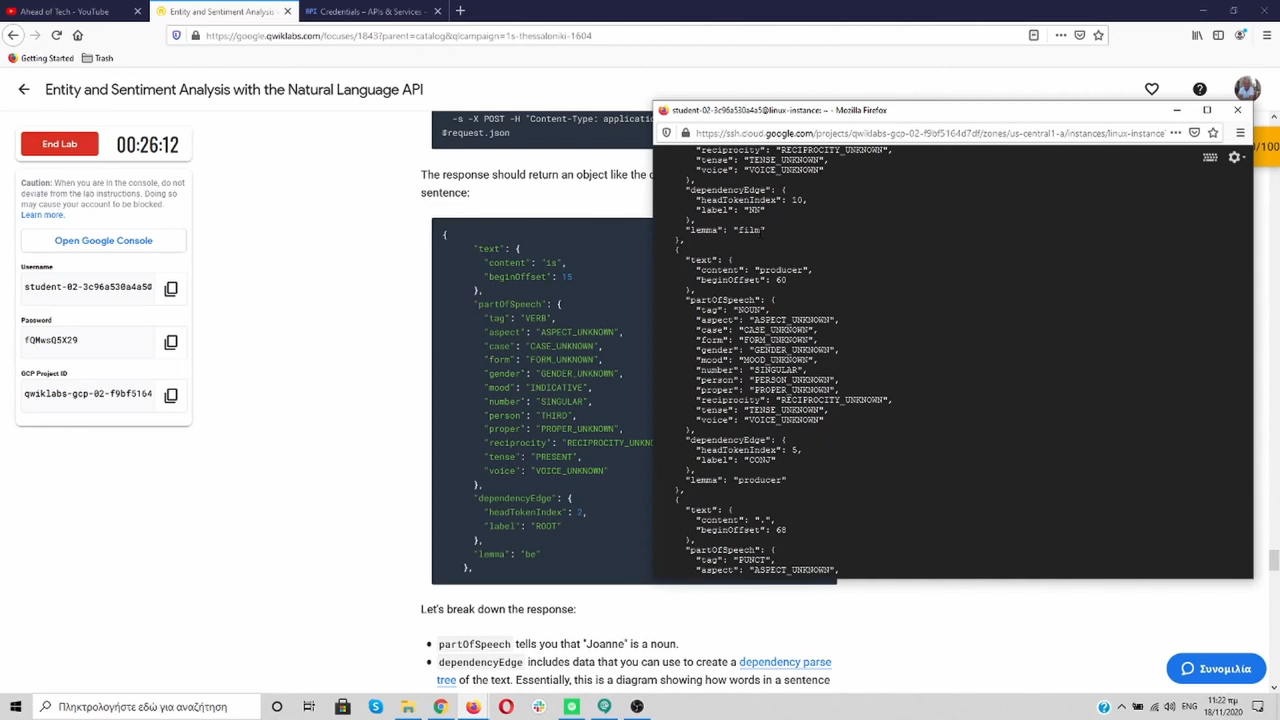 Ahead of Tech - YouTube
Entity and Sentiment Analysis
Credentials – APIs & Services –
https://google.qwiklabs.com/focuses/1843?parent=catalog&qlcampaign=1s-thessaloniki-1604
Getting Started
Trash
Entity and Sentiment Analysis with the Natural Language API
End Lab
00:26:12
Caution: When you are in the console, do not
deviate from the lab instructions. Doing so
may cause your account to be blocked.
Learn more.
Open Google Console
Username
student-02-3c96a530a4a5@
Password
fQMwsQ5X29
GCP Project ID
qwiklabs-gcp-02-f9bf5164
-s -X POST -H "Content-Type: applicatio
@request.json
The response should return an object like the
sentence:
{
"text": {
"content": "is",
"beginOffset": 15
},
"partOfSpeech": {
"tag": "VERB",
"aspect": "ASPECT_UNKNOWN",
"case": "CASE_UNKNOWN",
"form": "FORM_UNKNOWN",
"gender": "GENDER_UNKNOWN",
"mood": "INDICATIVE",
"number": "SINGULAR",
"person": "THIRD",
"proper": "PROPER_UNKNOWN",
"reciprocity": "RECIPROCITY_UNKN
"tense": "PRESENT",
"voice": "VOICE_UNKNOWN"
},
"dependencyEdge": {
"headTokenIndex": 2,
"label": "ROOT"
},
"lemma": "be"
},
Let's break down the response:
• partOfSpeech tells you that "Joanne" is a noun.
• dependencyEdge includes data that you can use to create a dependency parse
tree of the text. Essentially, this is a diagram showing how words in a sentence
student-02-3c96a530a4a5@linux-instance: ~ - Mozilla Firefox
https://ssh.cloud.google.com/projects/qwiklabs-gcp-02-f9bf5164d7df/zones/us-central1-a/instances/linux-instance
"reciprocity": "RECIPROCITY_UNKNOWN",
"tense": "TENSE_UNKNOWN",
"voice": "VOICE_UNKNOWN"
},
"dependencyEdge": {
"headTokenIndex": 10,
"label": "NN"
},
"lemma": "film"
},
{
"text": {
"content": "producer",
"beginOffset": 60
},
"partOfSpeech": {
"tag": "NOUN",
"aspect": "ASPECT_UNKNOWN",
"case": "CASE_UNKNOWN",
"form": "FORM_UNKNOWN",
"gender": "GENDER_UNKNOWN",
"mood": "MOOD_UNKNOWN",
"number": "SINGULAR",
"person": "PERSON_UNKNOWN",
"proper": "PROPER_UNKNOWN",
"reciprocity": "RECIPROCITY_UNKNOWN",
"tense": "TENSE_UNKNOWN",
"voice": "VOICE_UNKNOWN"
},
"dependencyEdge": {
"headTokenIndex": 5,
"label": "CONJ"
},
"lemma": "producer"
},
{
"text": {
"content": ".",
"beginOffset": 68
},
"partOfSpeech": {
"tag": "PUNCT",
"aspect": "ASPECT_UNKNOWN",
/100
Συνομιλία
Πληκτρολογήστε εδώ για αναζήτηση
11:22 πμ
18/11/2020